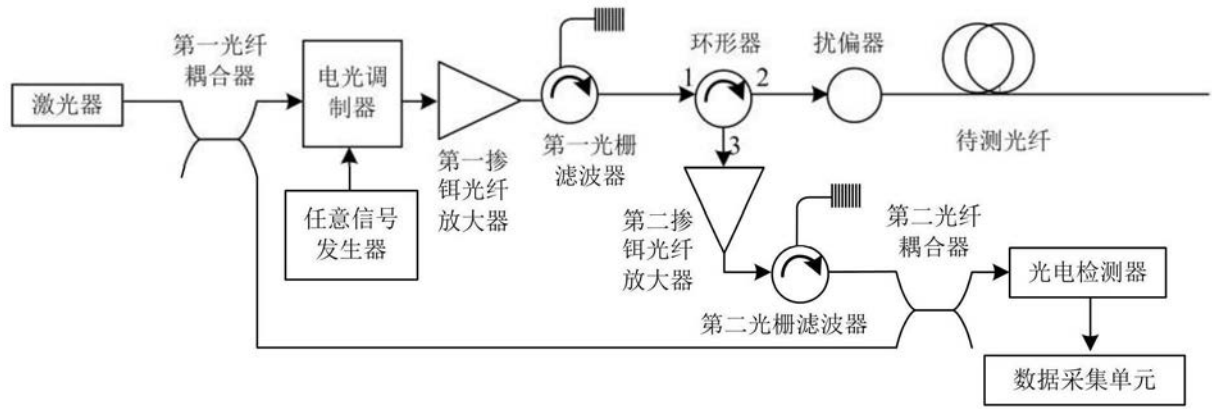 激光器
第一光纤
耦合器
电光调
制器
任意信号
发生器
第一掺
铒光纤
放大器
第一光栅
滤波器
环形器
1
2
3
扰偏器
待测光纤
第二掺
铒光纤
放大器
第二光栅滤波器
第二光纤
耦合器
光电检测器
数据采集单元